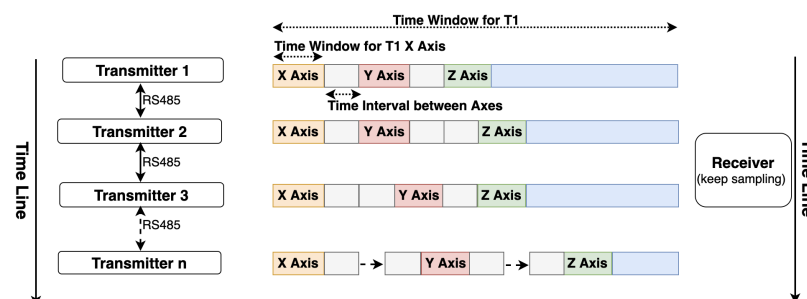 Time Window for T1
Time Window for T1 X Axis
Transmitter 1
X Axis Y Axis Z Axis
RS485
Time Interval between Axes
Transmitter 2
X Axis Y Axis Z Axis
RS485
Time Line
Receiver
(keep sampling)
Time Line
Transmitter 3
X Axis Y Axis Z Axis
RS485
Transmitter n
X Axis Y Axis Z Axis